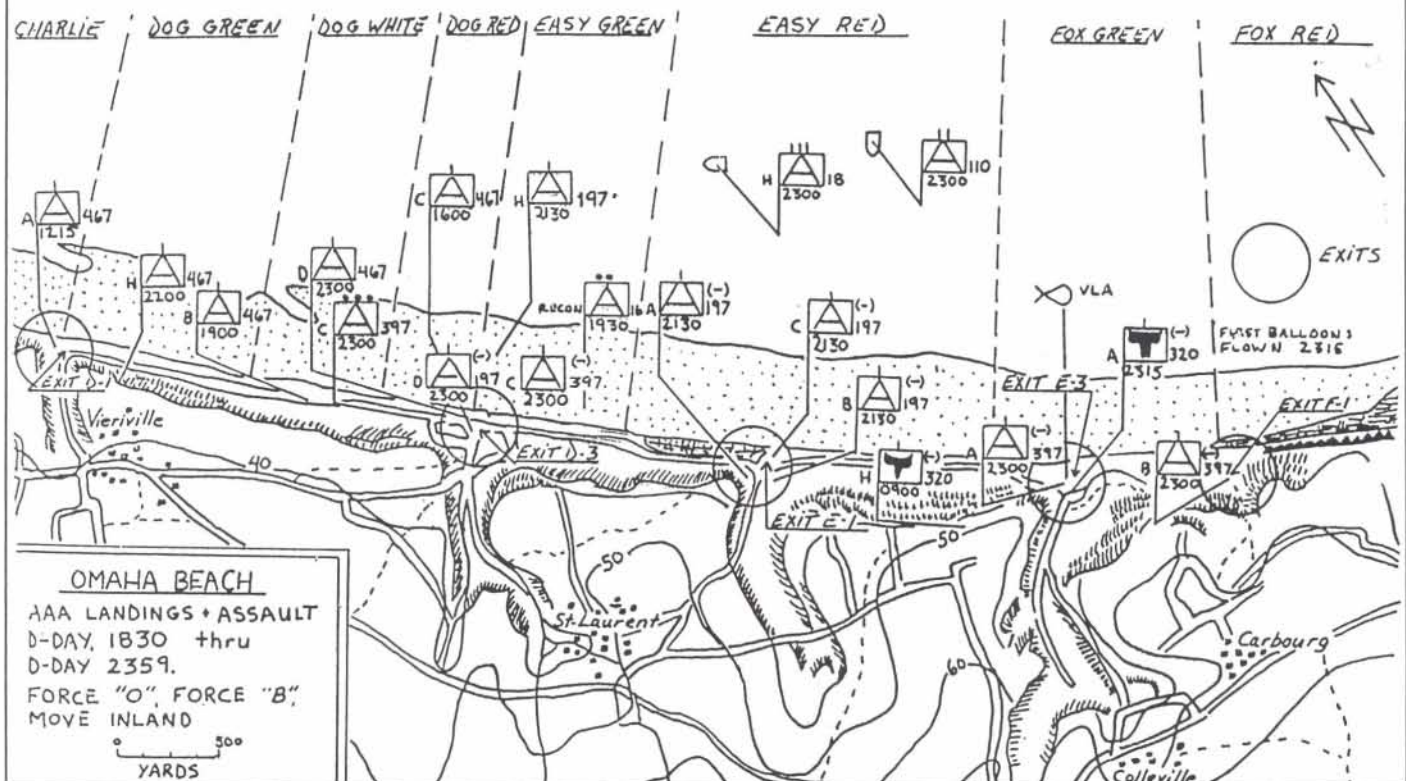 CHARLIE
DOG GREEN
DOG WHITE
DOG RED
EASY GREEN
EASY RED
FOX GREEN
FOX RED
H 18
2300
110
2300
A 467
1215
C 467
1600
H 197
2130
EXITS
H 467
2200
B 467
1900
D 467
2300
C 397
2300
RECON 16
1930
A (-) 197
2130
C (-) 197
2130
VLA
A (-) 320
2315
FIRST BALLOONS
FLOWN 2315
D (-) 197
2300
C (-) 397
2300
B (-) 197
2130
EXIT E-3
EXIT D-1
EXIT F-1
Vieriville
EXIT D-3
H (-) 320
0900
A (-) 397
2300
B (-) 397
2300
40
EXIT E-1
50
50
St. Laurent
Carbourg
60
Colleville
OMAHA BEACH
AAA LANDINGS + ASSAULT
D-DAY, 1830 thru
D-DAY 2359.
FORCE "O", FORCE "B",
MOVE INLAND
0 500
YARDS